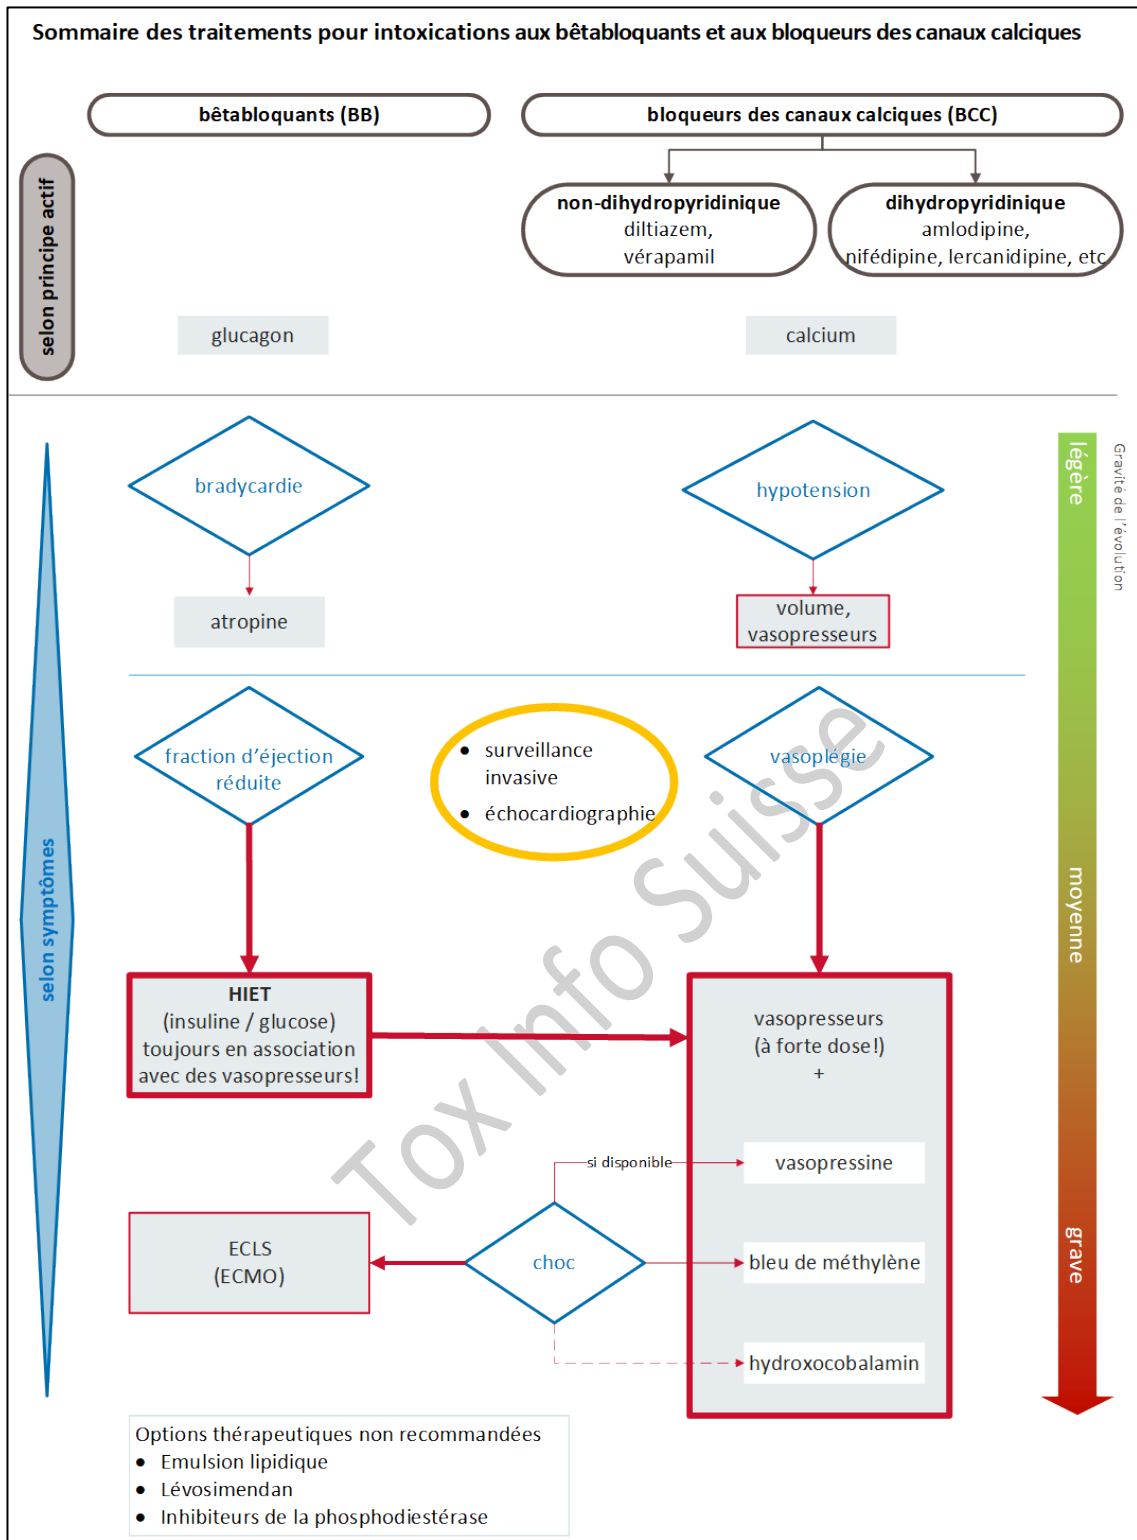 Sommaire des traitements pour intoxications aux bêtabloquants et aux bloqueurs des canaux calciques
bêtabloquants (BB)
bloqueurs des canaux calciques (BCC)
selon principe actif
non-dihydropyridinique
diltiazem,
vérapamil
dihydropyridinique
amlodipine,
nifédipine, lercanidipine, etc
glucagon
calcium
selon symptômes
bradycardie
hypotension
légère
Gravité de l'évolution
atropine
volume,
vasopresseurs
fraction d'éjection
réduite
● surveillance
invasive
● échocardiographie
vasoplégie
moyenne
HIET
(insuline / glucose)
toujours en association
avec des vasopresseurs!
vasopresseurs
(à forte dose!)
+
si disponible
vasopressine
ECLS
(ECMO)
choc
bleu de méthylène
grave
hydroxocobalamin
Tox Info Suisse
Options thérapeutiques non recommandées
● Emulsion lipidique
● Lévosimendan
● Inhibiteurs de la phosphodiestérase